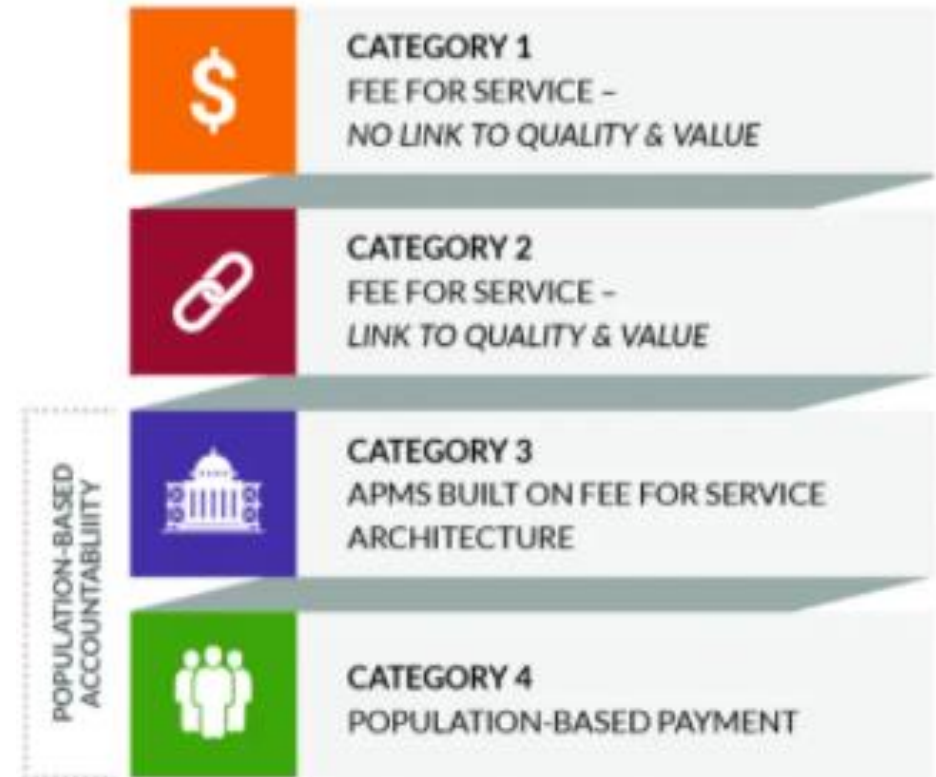 CATEGORY 1
FEE FOR SERVICE –
NO LINK TO QUALITY & VALUE
CATEGORY 2
FEE FOR SERVICE –
LINK TO QUALITY & VALUE
POPULATION-BASED
ACCOUNTABLIIITY
CATEGORY 3
APMS BUILT ON FEE FOR SERVICE
ARCHITECTURE
CATEGORY 4
POPULATION-BASED PAYMENT